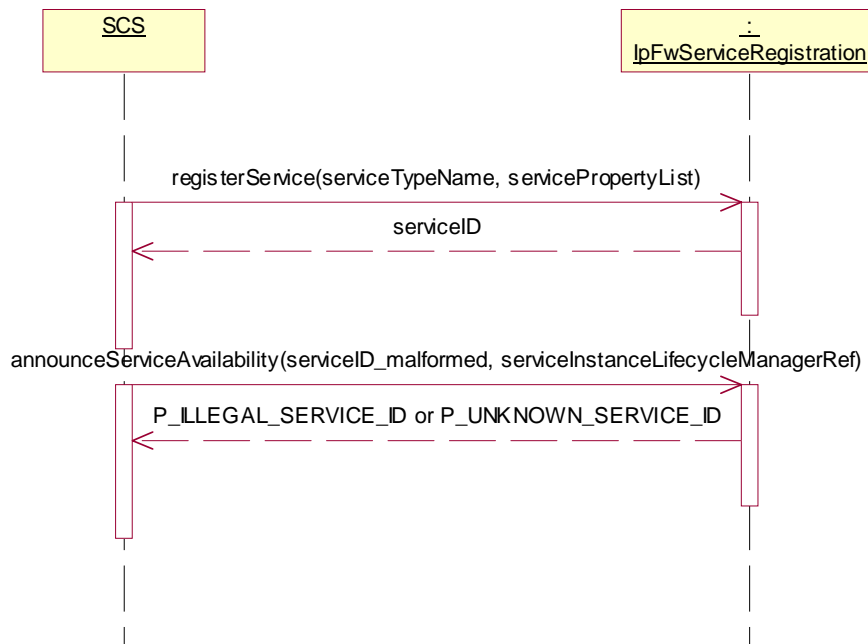 SCS
:
IpFwServiceRegistration
registerService(serviceTypeName, servicePropertyList)
serviceID
announceServiceAvailability(serviceID_malformed, serviceInstanceLifecycleManagerRef)
P_ILLEGAL_SERVICE_ID or P_UNKNOWN_SERVICE_ID